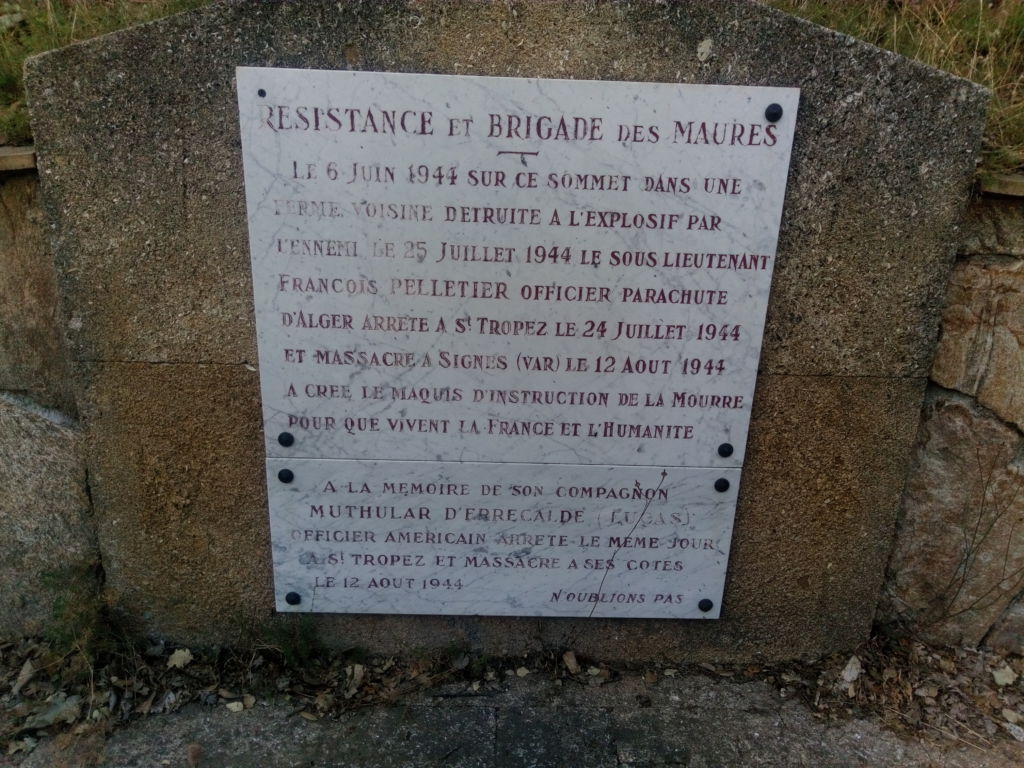 RESISTANCE ET BRIGADE DES MAURES
LE 6 JUIN 1944 SUR CE SOMMET DANS UNE
FERME VOISINE DETRUITE A L'EXPLOSIF PAR
L'ENNEMI LE 25 JUILLET 1944 LE SOUS LIEUTENANT
FRANÇOIS PELLETIER OFFICIER PARACHUTE
D'ALGER ARRETE A ST TROPEZ LE 24 JUILLET 1944
ET MASSACRE A SIGNES (VAR) LE 12 AOUT 1944
A CREE LE MAQUIS D'INSTRUCTION DE LA MOURRE
POUR QUE VIVENT LA FRANCE ET L'HUMANITE
A LA MEMOIRE DE SON COMPAGNON
MUTHULAR D'ERRECALDE (LUCAS)
OFFICIER AMERICAIN ARRETE LE MÊME JOUR
A ST TROPEZ ET MASSACRE A SES COTES
LE 12 AOUT 1944
N'OUBLIONS PAS